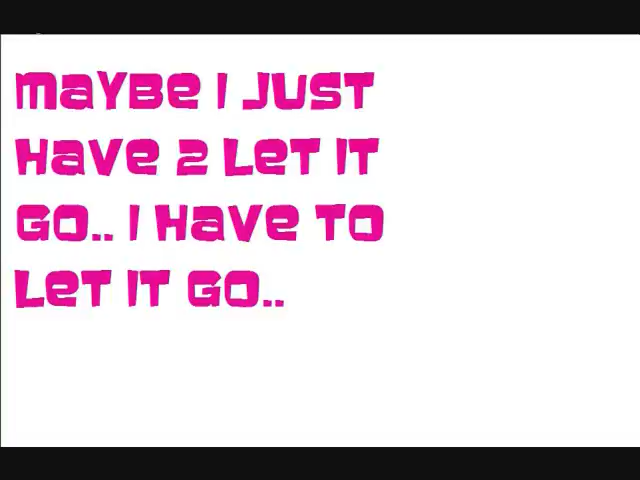 MAYBE I JUST
HAVE 2 LET IT
GO.. I HAVE TO
LET IT GO..